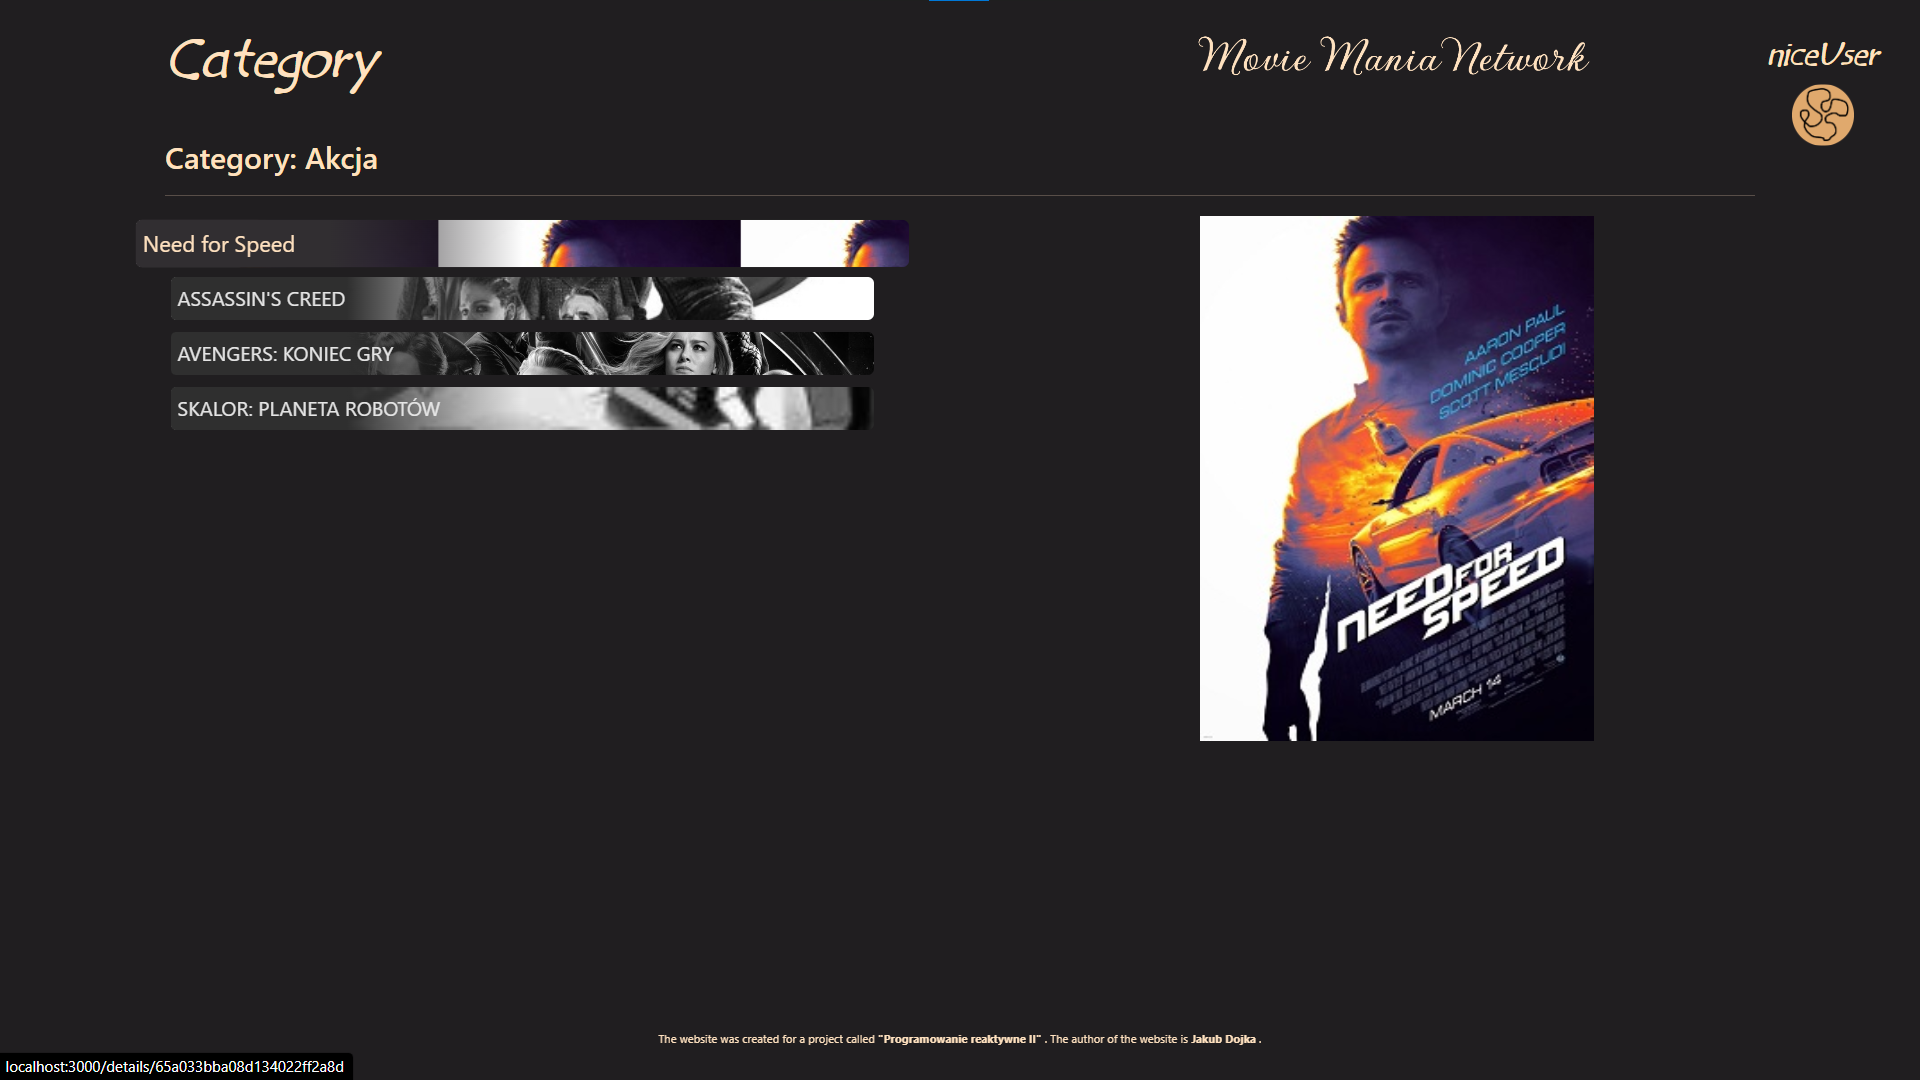 Category
Movie Mania Network
niceUser
Category: Akcja
Need for Speed
ASSASSIN'S CREED
AVENGERS: KONIEC GRY
SKALOR: PLANETA ROBOTÓW
AARON PAUL
DOMINIC COOPER
SCOTT MESCUDI
NEED FOR
SPEED
MARCH 14
The website was created for a project called "Programowanie reaktywne II" . The author of the website is Jakub Dojka .
localhost:3000/details/65a033bba08d134022ff2a8d